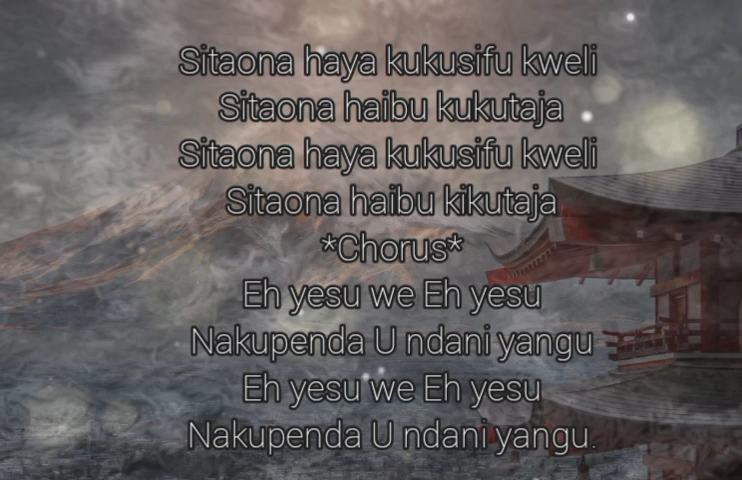 Sitaona haya kukusifu kweli
Sitaona haibu kukutaja
Sitaona haya kukusifu kweli
Sitaona haibu kikutaja
*Chorus*
Eh yesu we Eh yesu
Nakupenda U ndani yangu
Eh yesu we Eh yesu
Nakupenda U ndani yangu.